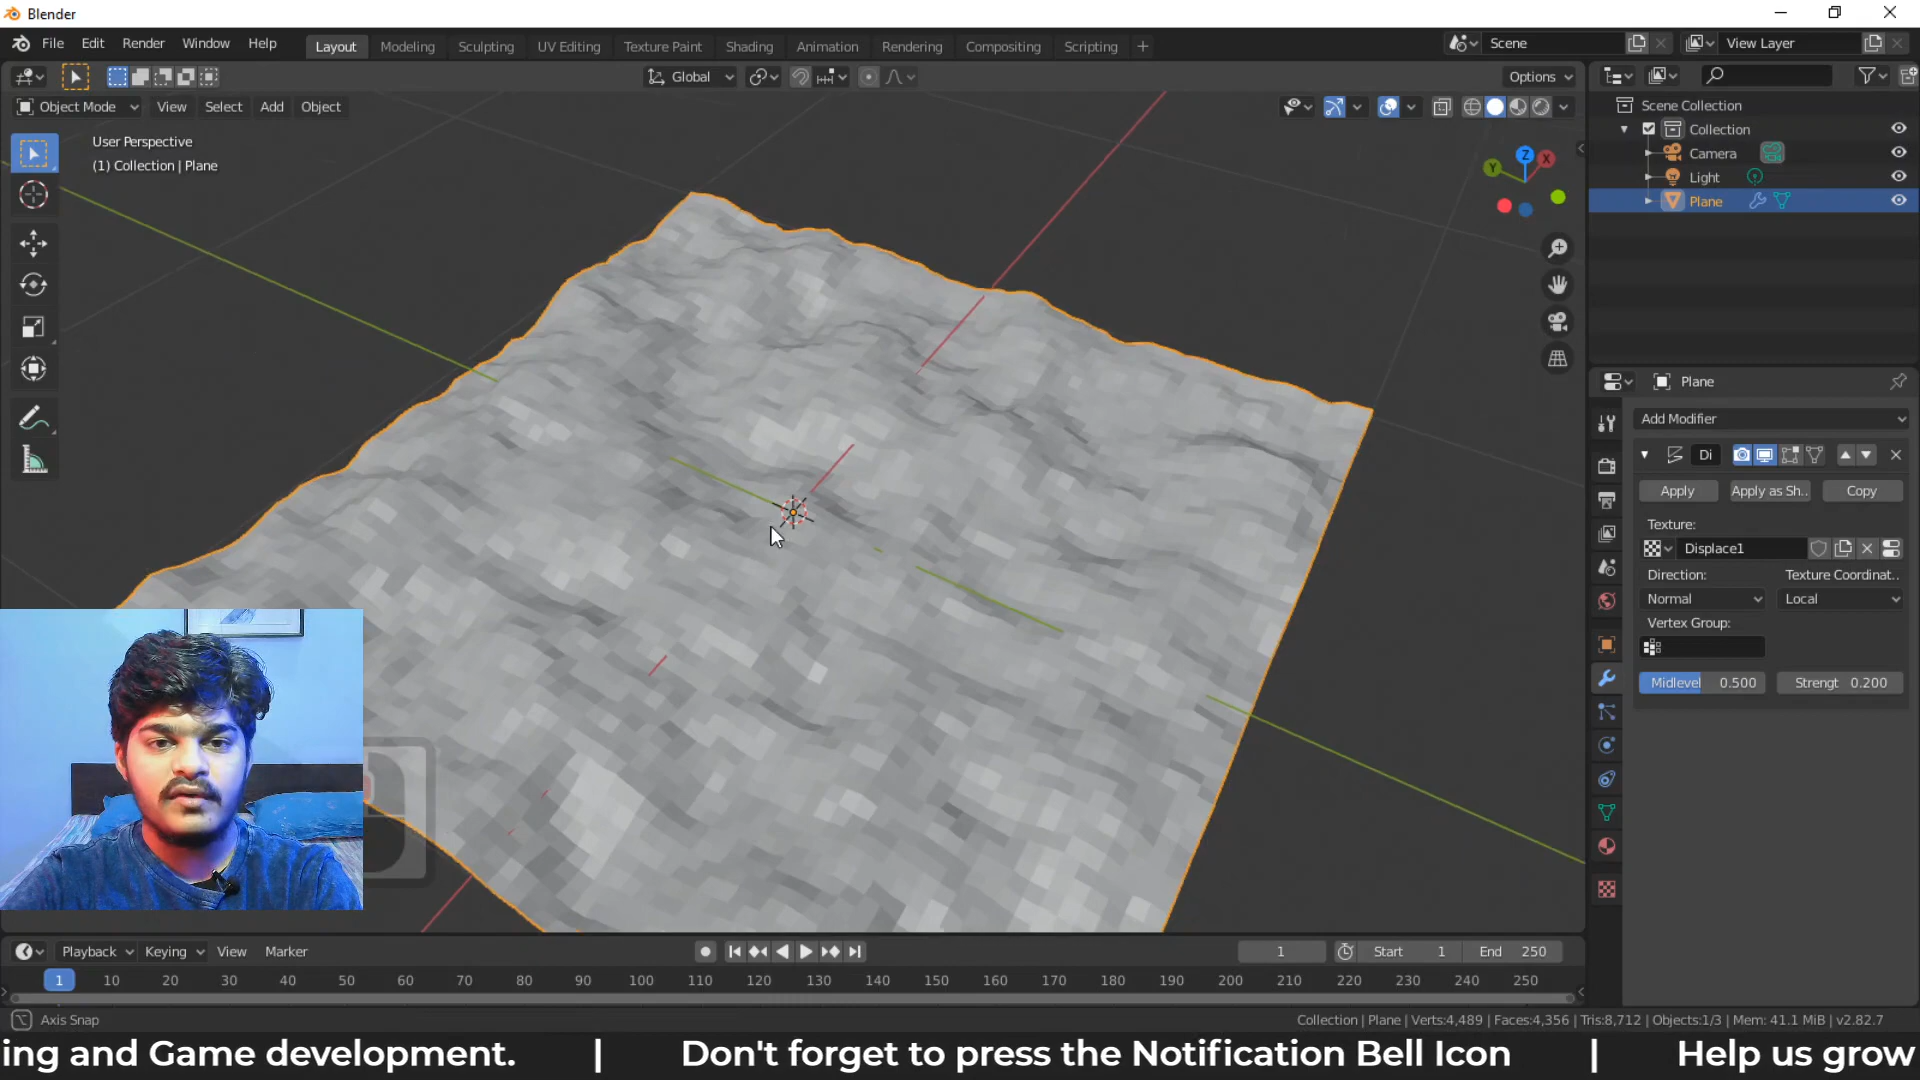 Blender
File Edit Render Window Help Layout Modeling Sculpting UV Editing Texture Paint Shading Animation Rendering Compositing Scripting + Scene View Layer
Global Options
Object Mode View Select Add Object
User Perspective
(1) Collection | Plane
Z
X
Y
Scene Collection
Collection
Camera
Light
Plane
Plane
Add Modifier
Di
Apply Apply as Sh.. Copy
Texture:
Displace1
Direction: Texture Coordinat..
Normal Local
Vertex Group:
Midlevel 0.500 Strengt 0.200
Playback Keying View Marker 1 Start 1 End 250
1 10 20 30 40 50 60 70 80 90 100 110 120 130 140 150 160 170 180 190 200 210 220 230 240 250
Axis Snap Collection | Plane | Verts:4,489 | Faces:4,356 | Tris:8,712 | Objects:1/3 | Mem: 41.1 MiB | v2.82.7
ing and Game development. | Don't forget to press the Notification Bell Icon | Help us grow